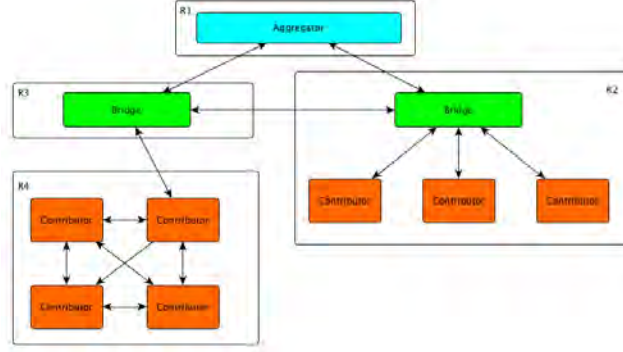 R1
Aggregator
R3
Bridge
R2
Bridge
Contributor
Contributor
Contributor
R4
Contributor
Contributor
Contributor
Contributor